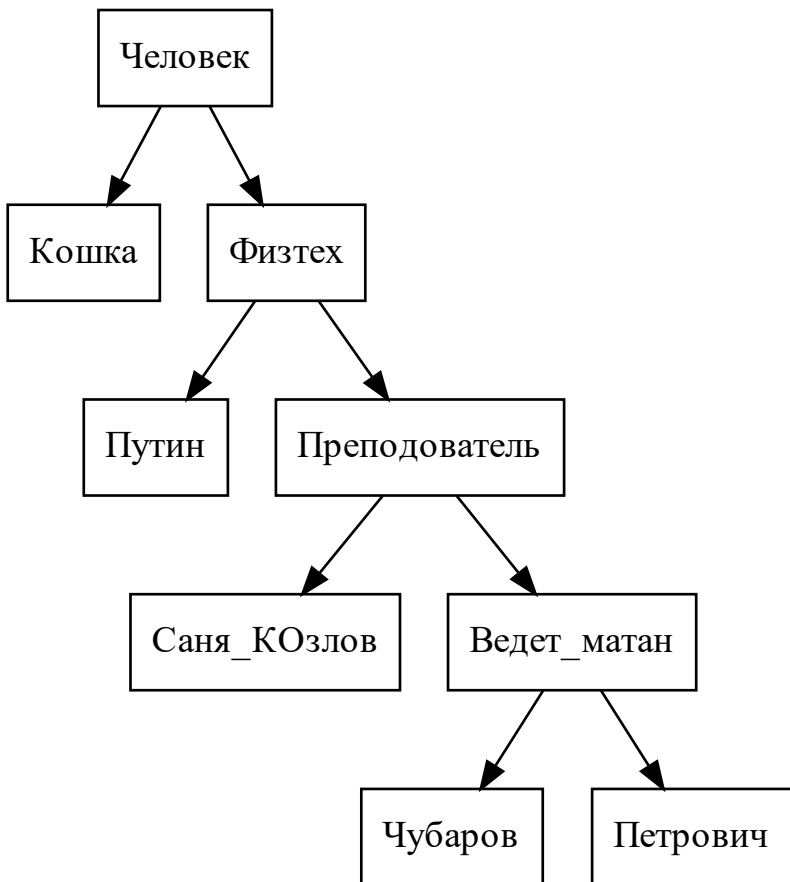 Человек
Кошка
Физтех
Путин
Преподователь
Саня_КОзлов
Ведет_матан
Чубаров
Петрович